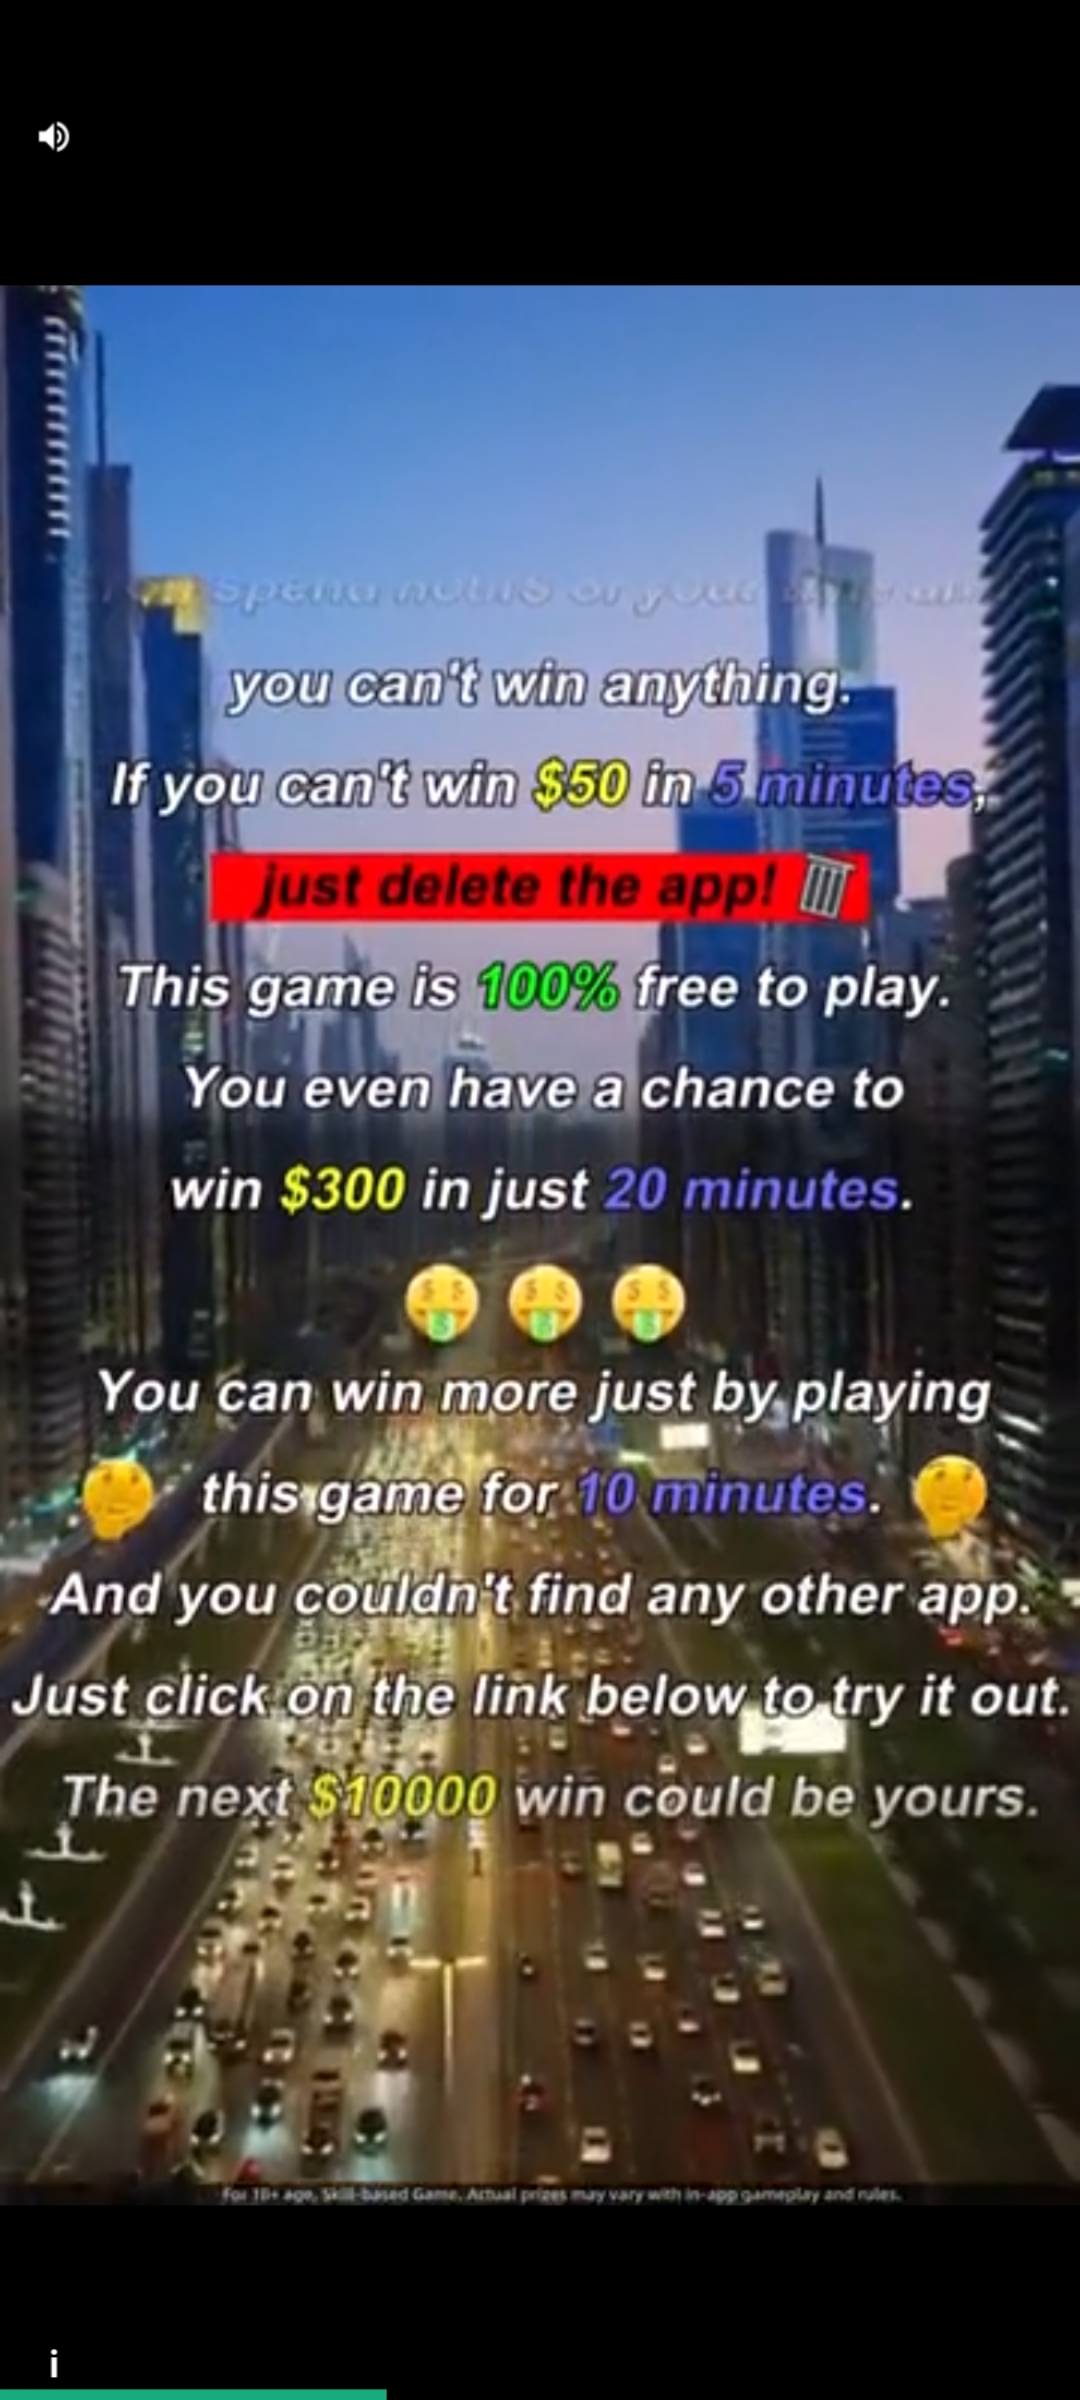 spend hours of your
you can't win anything.
If you can't win $50 in 5 minutes,
just delete the app!
This game is 100% free to play.
You even have a chance to
win $300 in just 20 minutes.
You can win more just by playing
this game for 10 minutes.
And you couldn't find any other app.
Just click on the link below to try it out.
The next $10000 win could be yours.
For 18+ age, Skill-based Game. Actual prizes may vary with in-app gameplay and rules.
i